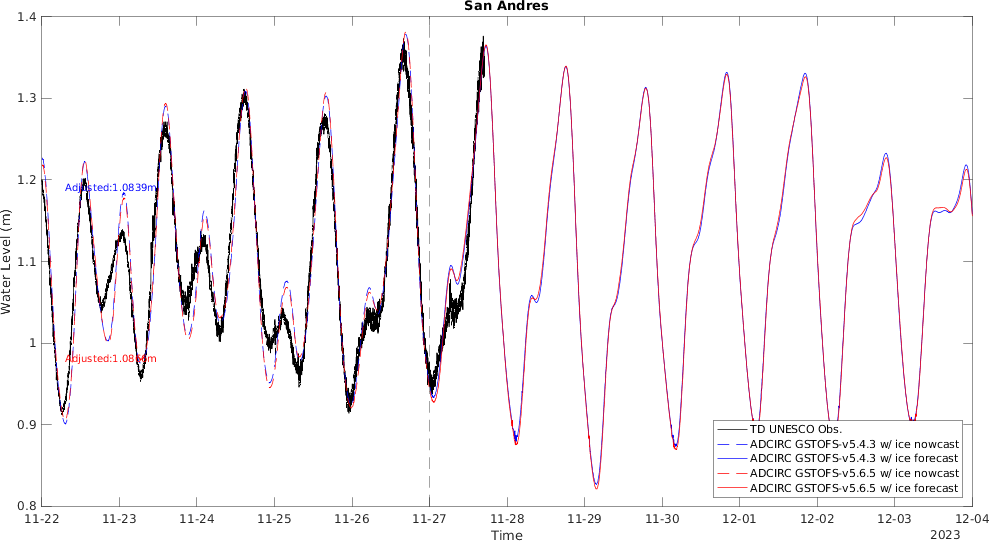 San Andres
1.4
1.3
1.2
1.1
1
0.9
0.8
Water Level (m)
Adjusted:1.0839m
TD UNESCO Obs.
ADCIRC GSTOFS-v5.4.3 w/ ice nowcast
ADCIRC GSTOFS-v5.4.3 w/ ice forecast
ADCIRC GSTOFS-v5.6.5 w/ ice nowcast
ADCIRC GSTOFS-v5.6.5 w/ ice forecast
11-22 11-23 11-24 11-25 11-26 11-27 11-28 11-29 11-30 12-01 12-02 12-03 12-04
Time
2023